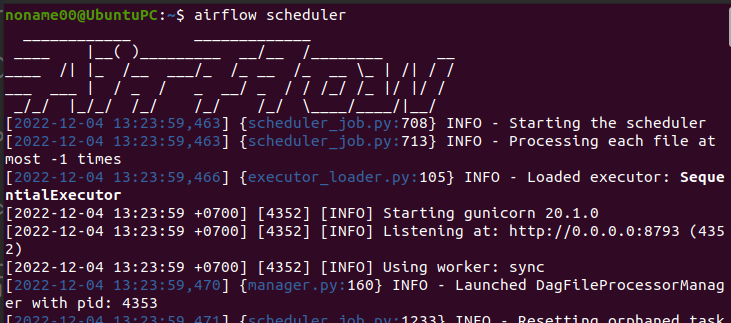 noname00@UbuntuPC:~$ airflow scheduler
  ____________       _____________
 ____    |__( )_________  __/__  /________      __
____  /| |_  /__  ___/_  /_ __  /_  __ \_ | /| / /
___  ___ |  / _  /   _  __/ _  / / /_/ /_ |/ |/ /
 _/_/  |_/_/  /_/    /_/    /_/  \____/____/|__/
[2022-12-04 13:23:59,463] {scheduler_job.py:708} INFO - Starting the scheduler
[2022-12-04 13:23:59,463] {scheduler_job.py:713} INFO - Processing each file at
most -1 times
[2022-12-04 13:23:59,466] {executor_loader.py:105} INFO - Loaded executor: Seque
ntialExecutor
[2022-12-04 13:23:59 +0700] [4352] [INFO] Starting gunicorn 20.1.0
[2022-12-04 13:23:59 +0700] [4352] [INFO] Listening at: http://0.0.0.0:8793 (435
2)
[2022-12-04 13:23:59 +0700] [4352] [INFO] Using worker: sync
[2022-12-04 13:23:59,470] {manager.py:160} INFO - Launched DagFileProcessorManag
er with pid: 4353
[2022-12-04 13:23:59,471] {scheduler_job.py:1233} INFO - Resetting orphaned task